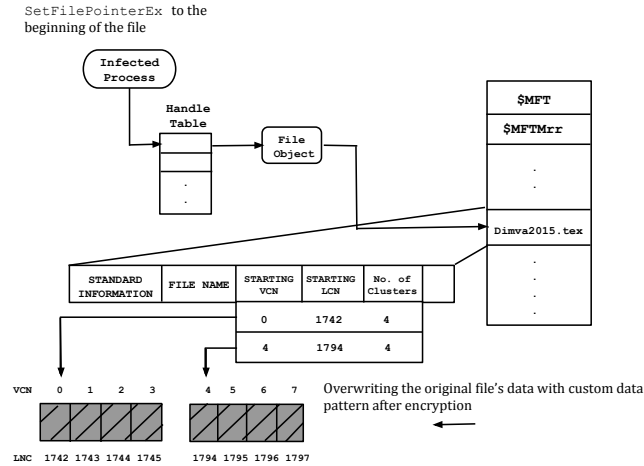 SetFilePointerEx to the
beginning of the file
Infected
Process
Handle
Table
.
.
File
Object
$MFT
$MFTMrr
.
.
Dimva2015.tex
.
.
.
.
STANDARD
INFORMATION
FILE NAME
STARTING
VCN
STARTING
LCN
No. of
Clusters
0 1742 4
4 1794 4
VCN 0 1 2 3 4 5 6 7
Overwriting the original file's data with custom data
pattern after encryption
LNC 1742 1743 1744 1745 1794 1795 1796 1797